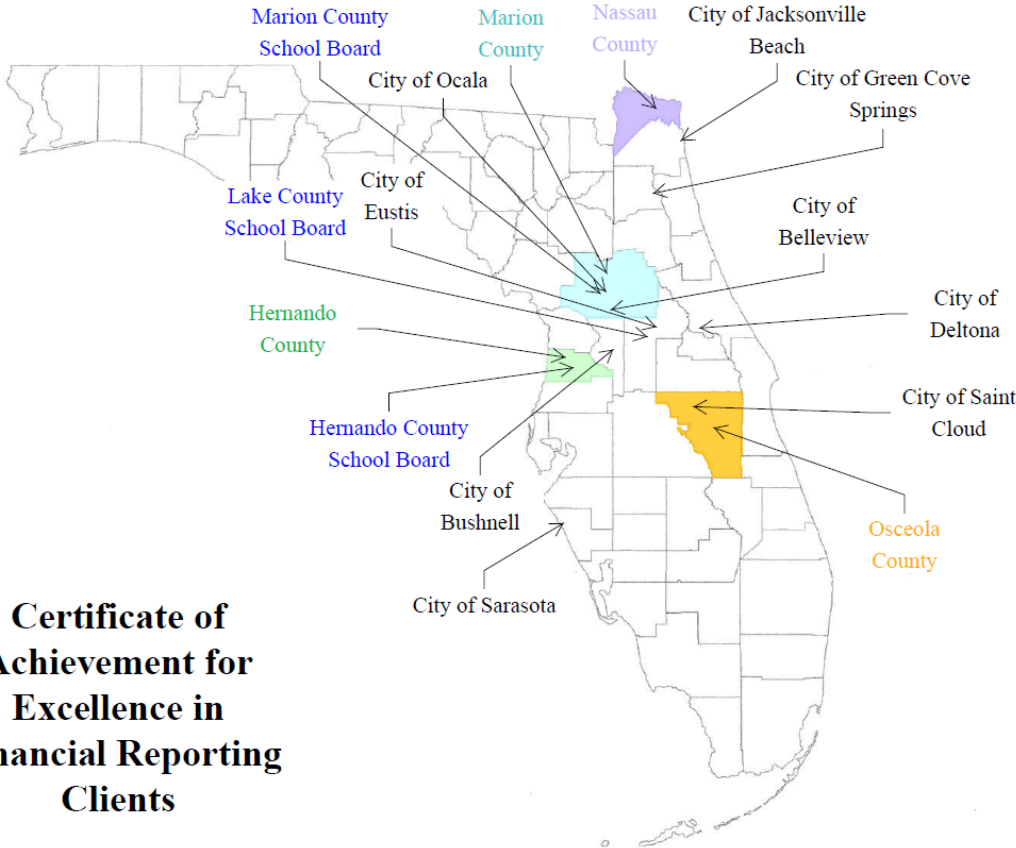 Marion County
School Board
Marion
County
Nassau
County
City of Jacksonville
Beach
City of Ocala
City of Green Cove
Springs
Lake County
School Board
City of
Eustis
City of
Belleview
Hernando
County
City of
Deltona
City of Saint
Cloud
Hernando County
School Board
City of
Bushnell
Osceola
County
City of Sarasota
Certificate of
Achievement for
Excellence in
nancial Reporting
Clients